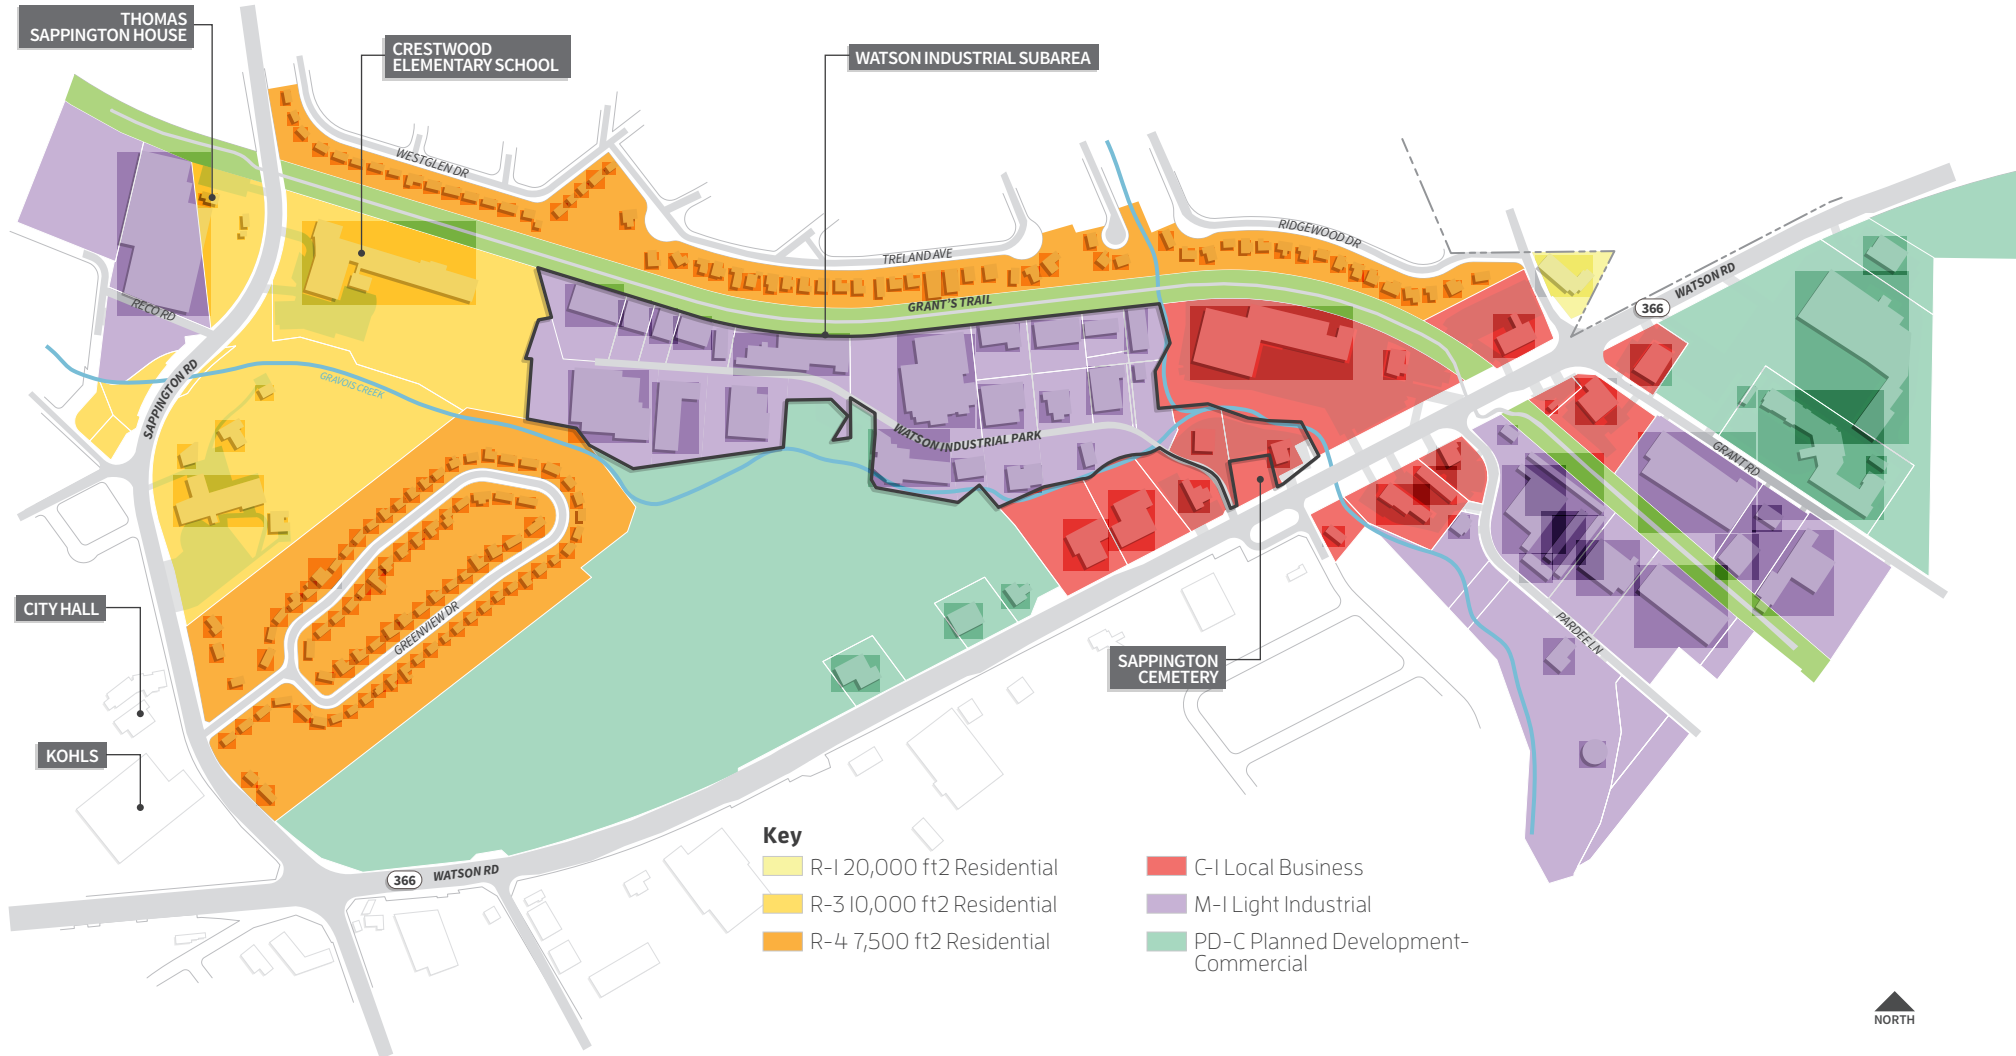 THOMAS
SAPPINGTON HOUSE
CRESTWOOD
ELEMENTARY SCHOOL
WATSON INDUSTRIAL SUBAREA
WESTGLEN DR
TRELAND AVE
RIDGEWOOD DR
GRANT'S TRAIL
366
WATSON RD
RECO RD
SAPPINGTON RD
GRAVOIS CREEK
WATSON INDUSTRIAL PARK
GRANT RD
GREENVIEW DR
PARDEE LN
CITY HALL
SAPPINGTON
CEMETERY
KOHLS
366
WATSON RD
Key
R-1 20,000 ft2 Residential
R-3 10,000 ft2 Residential
R-4 7,500 ft2 Residential
C-1 Local Business
M-1 Light Industrial
PD-C Planned Development-
Commercial
NORTH